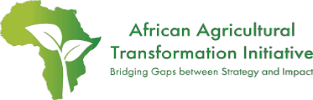 African Agricultural
Transformation Initiative
Bridging Gaps between Strategy and Impact